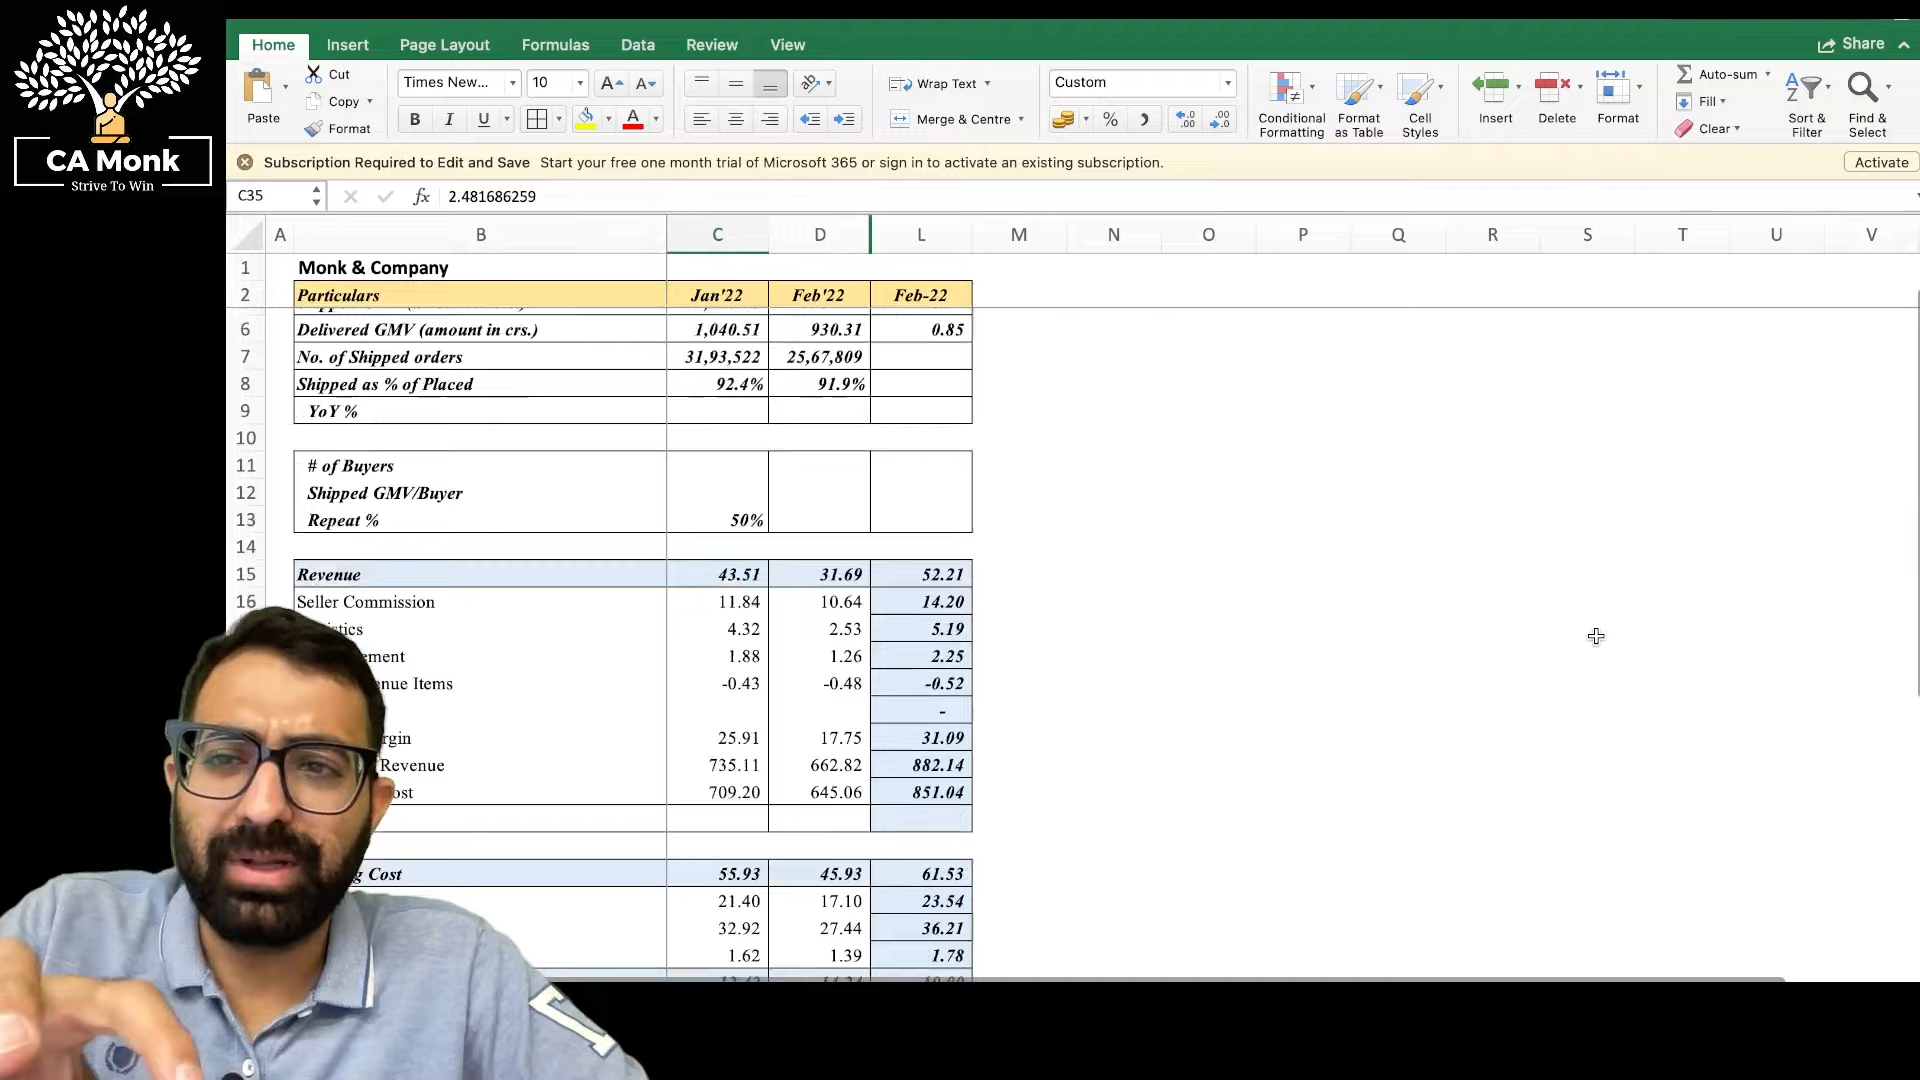 CA Monk
Strive To Win
Home Insert Page Layout Formulas Data Review View Share
Paste Cut Copy Format
Times New... 10
B I U
Wrap Text
Merge & Centre
Custom
Conditional Formatting
Format as Table
Cell Styles
Insert Delete Format
Auto-sum
Fill
Clear
Sort & Filter
Find & Select
Subscription Required to Edit and Save Start your free one month trial of Microsoft 365 or sign in to activate an existing subscription. Activate
C35 fx 2.481686259
A B C D L M N O P Q R S T U V
1 Monk & Company
2 Particulars Jan'22 Feb'22 Feb-22
6 Delivered GMV (amount in crs.) 1,040.51 930.31 0.85
7 No. of Shipped orders 31,93,522 25,67,809
8 Shipped as % of Placed 92.4% 91.9%
9 YoY %
10
11 # of Buyers
12 Shipped GMV/Buyer
13 Repeat % 50%
14
15 Revenue 43.51 31.69 52.21
16 Seller Commission 11.84 10.64 14.20
4.32 2.53 5.19
1.88 1.26 2.25
Items -0.43 -0.48 -0.52
-
25.91 17.75 31.09
Revenue 735.11 662.82 882.14
709.20 645.06 851.04
Cost 55.93 45.93 61.53
21.40 17.10 23.54
32.92 27.44 36.21
1.62 1.39 1.78